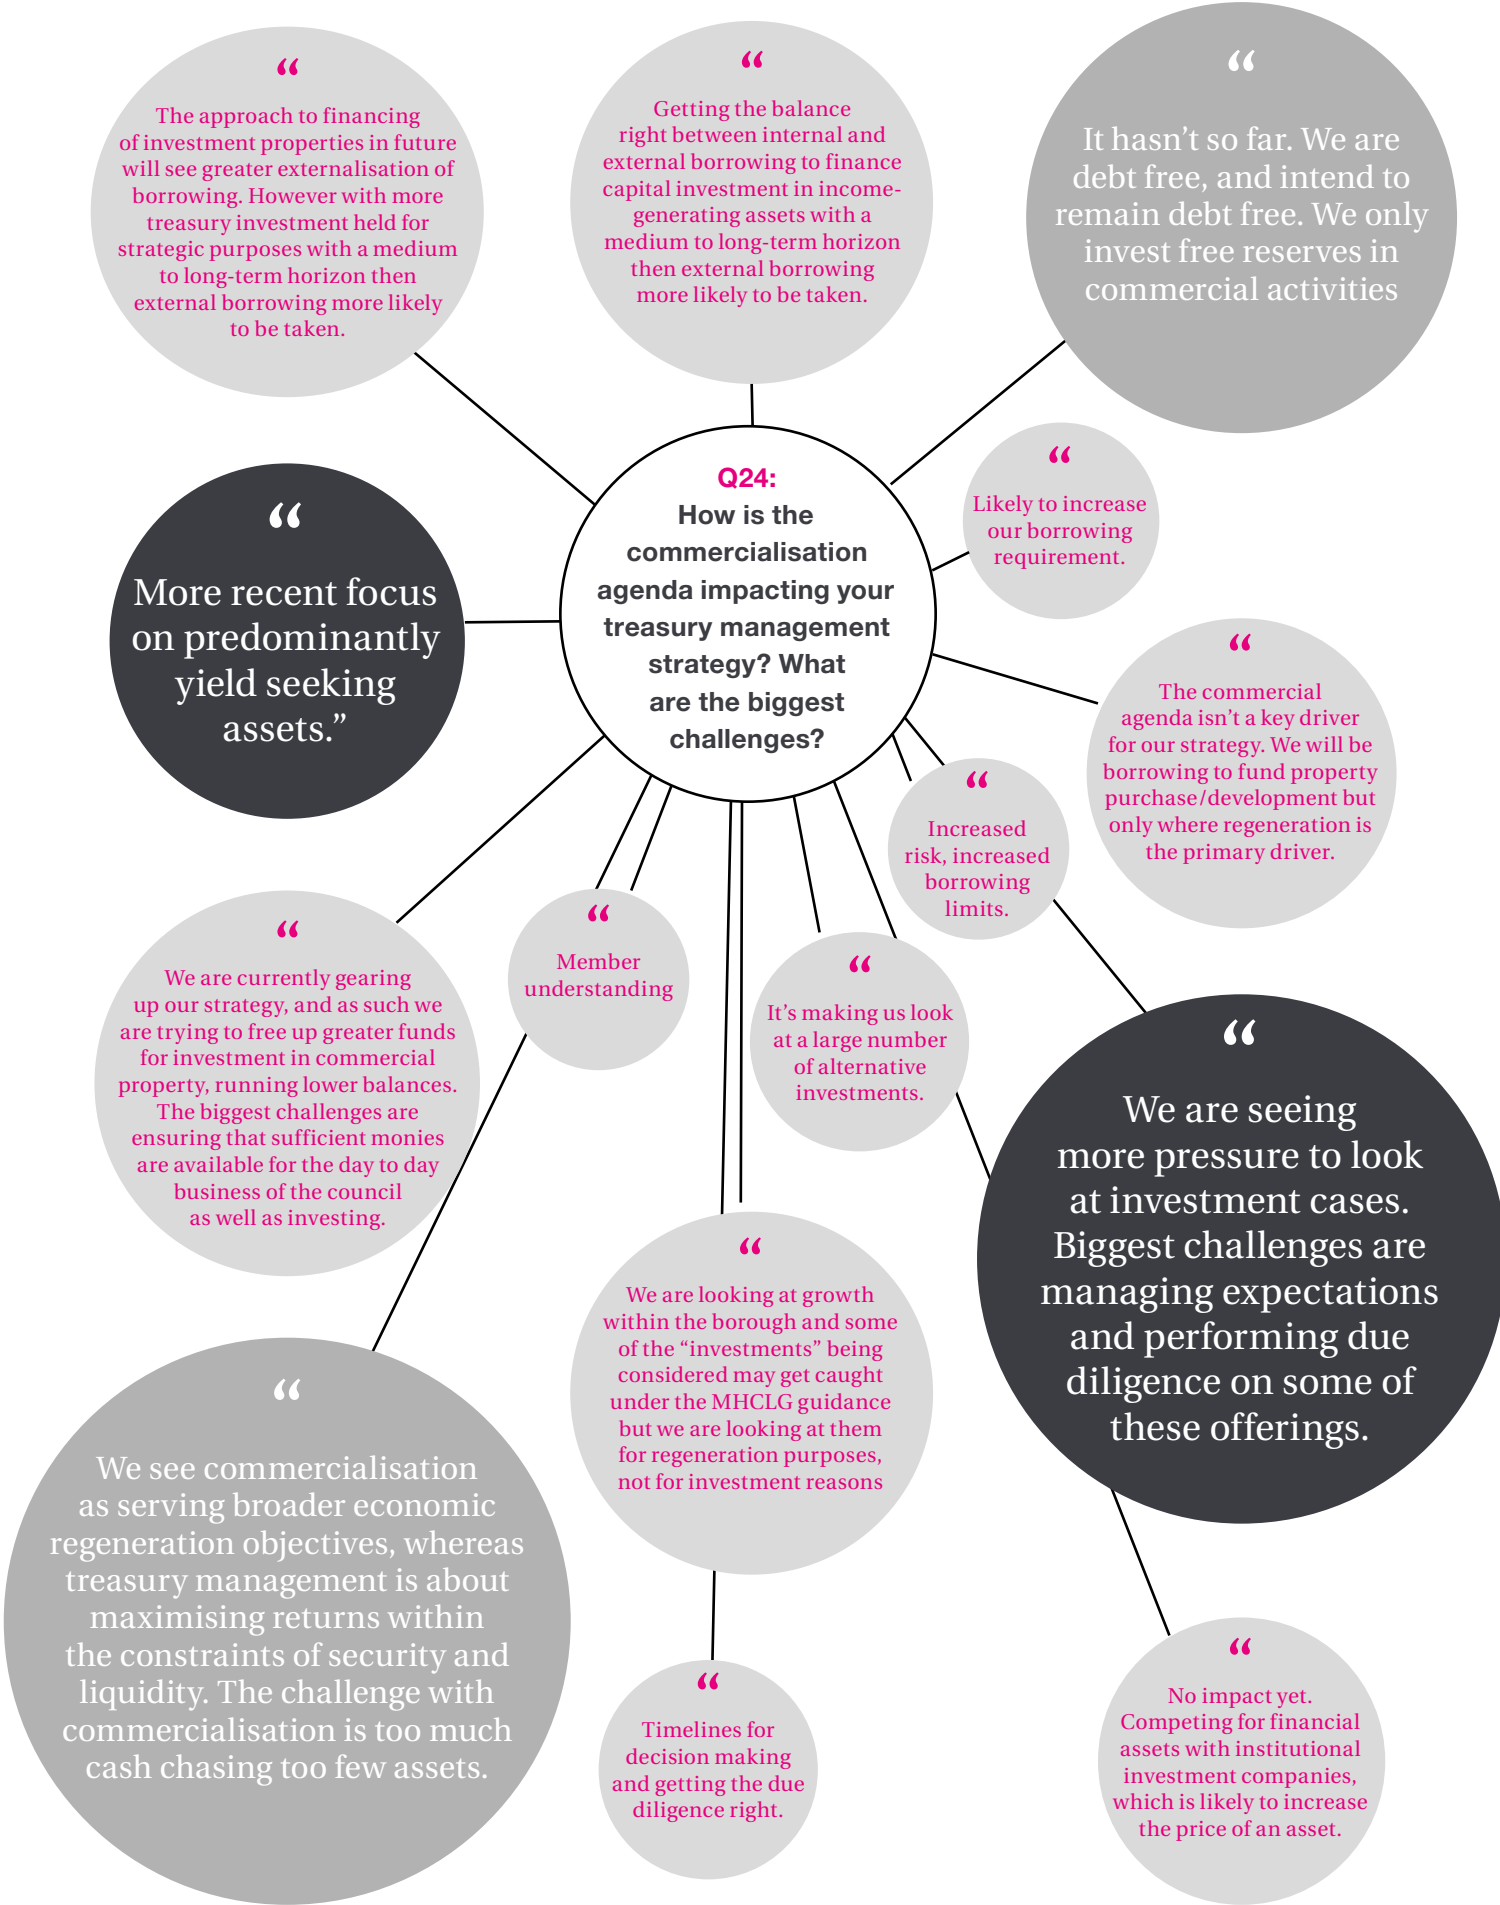 “
The approach to financing
of investment properties in future
will see greater externalisation of
borrowing. However with more
treasury investment held for
strategic purposes with a medium
to long-term horizon then
external borrowing more likely
to be taken.
“
Getting the balance
right between internal and
external borrowing to finance
capital investment in income-
generating assets with a
medium to long-term horizon
then external borrowing
more likely to be taken.
“
It hasn’t so far. We are
debt free, and intend to
remain debt free. We only
invest free reserves in
commercial activities
Q24:
How is the
commercialisation
agenda impacting your
treasury management
strategy? What
are the biggest
challenges?
“
Likely to increase
our borrowing
requirement.
“
More recent focus
on predominantly
yield seeking
assets.”
“
The commercial
agenda isn’t a key driver
for our strategy. We will be
borrowing to fund property
purchase/development but
only where regeneration is
the primary driver.
“
Increased
risk, increased
borrowing
limits.
“
We are currently gearing
up our strategy, and as such we
are trying to free up greater funds
for investment in commercial
property, running lower balances.
The biggest challenges are
ensuring that sufficient monies
are available for the day to day
business of the council
as well as investing.
“
Member
understanding
“
It’s making us look
at a large number
of alternative
investments.
“
We are seeing
more pressure to look
at investment cases.
Biggest challenges are
managing expectations
and performing due
diligence on some of
these offerings.
“
We are looking at growth
within the borough and some
of the “investments” being
considered may get caught
under the MHCLG guidance
but we are looking at them
for regeneration purposes,
not for investment reasons
“
We see commercialisation
as serving broader economic
regeneration objectives, whereas
treasury management is about
maximising returns within
the constraints of security and
liquidity. The challenge with
commercialisation is too much
cash chasing too few assets.
“
Timelines for
decision making
and getting the due
diligence right.
“
No impact yet.
Competing for financial
assets with institutional
investment companies,
which is likely to increase
the price of an asset.